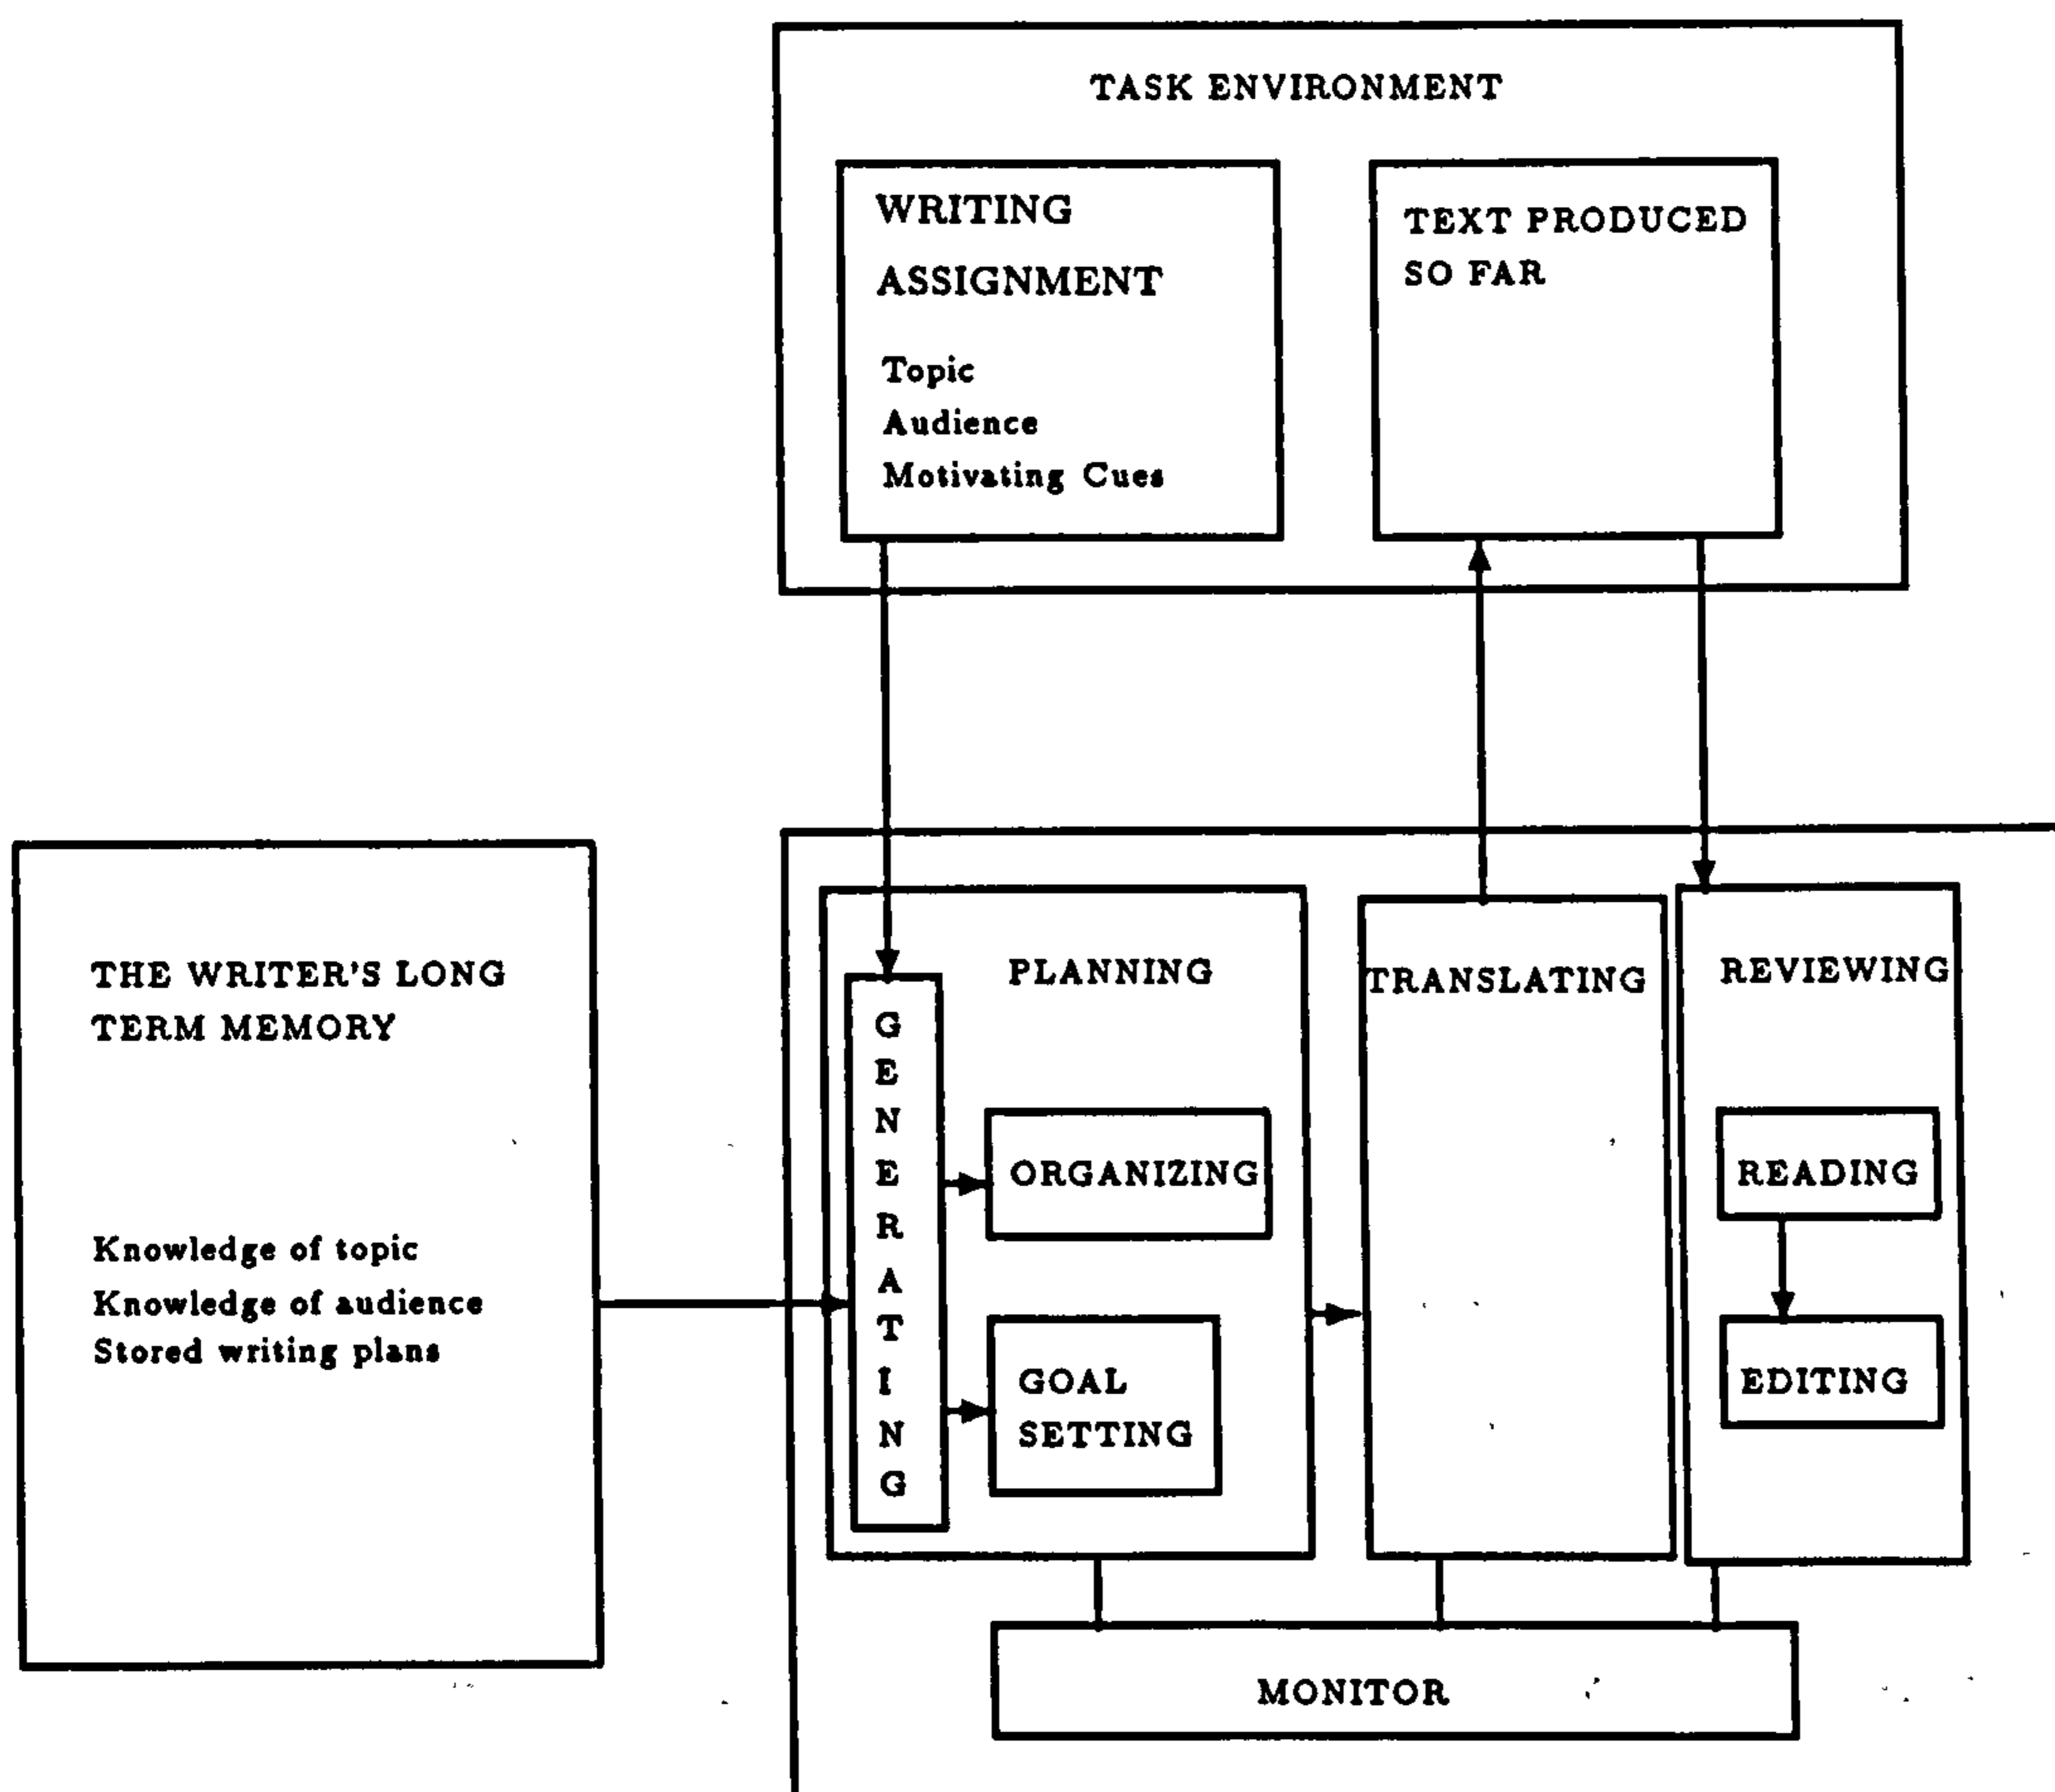 TASK ENVIRONMENT
WRITING
ASSIGNMENT
Topic
Audience
Motivating Cues
TEXT PRODUCED
SO FAR
THE WRITER'S LONG
TERM MEMORY
Knowledge of topic
Knowledge of audience
Stored writing plans
PLANNING
GENERATING
ORGANIZING
GOAL
SETTING
TRANSLATING
REVIEWING
READING
EDITING
MONITOR